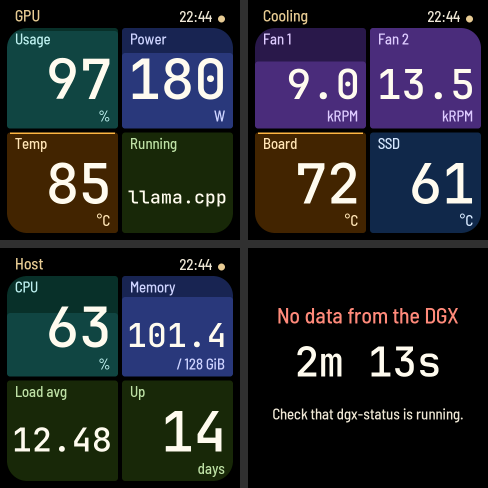 GPU 22:44
Usage
97
%
Power
180
W
Temp
85
°C
Running
llama.cpp
Cooling 22:44
Fan 1
9.0
kRPM
Fan 2
13.5
kRPM
Board
72
°C
SSD
61
°C
Host 22:44
CPU
63
%
Memory
101.4
/ 128 GiB
Load avg
12.48
Up
14
days
No data from the DGX
2m 13s
Check that dgx-status is running.